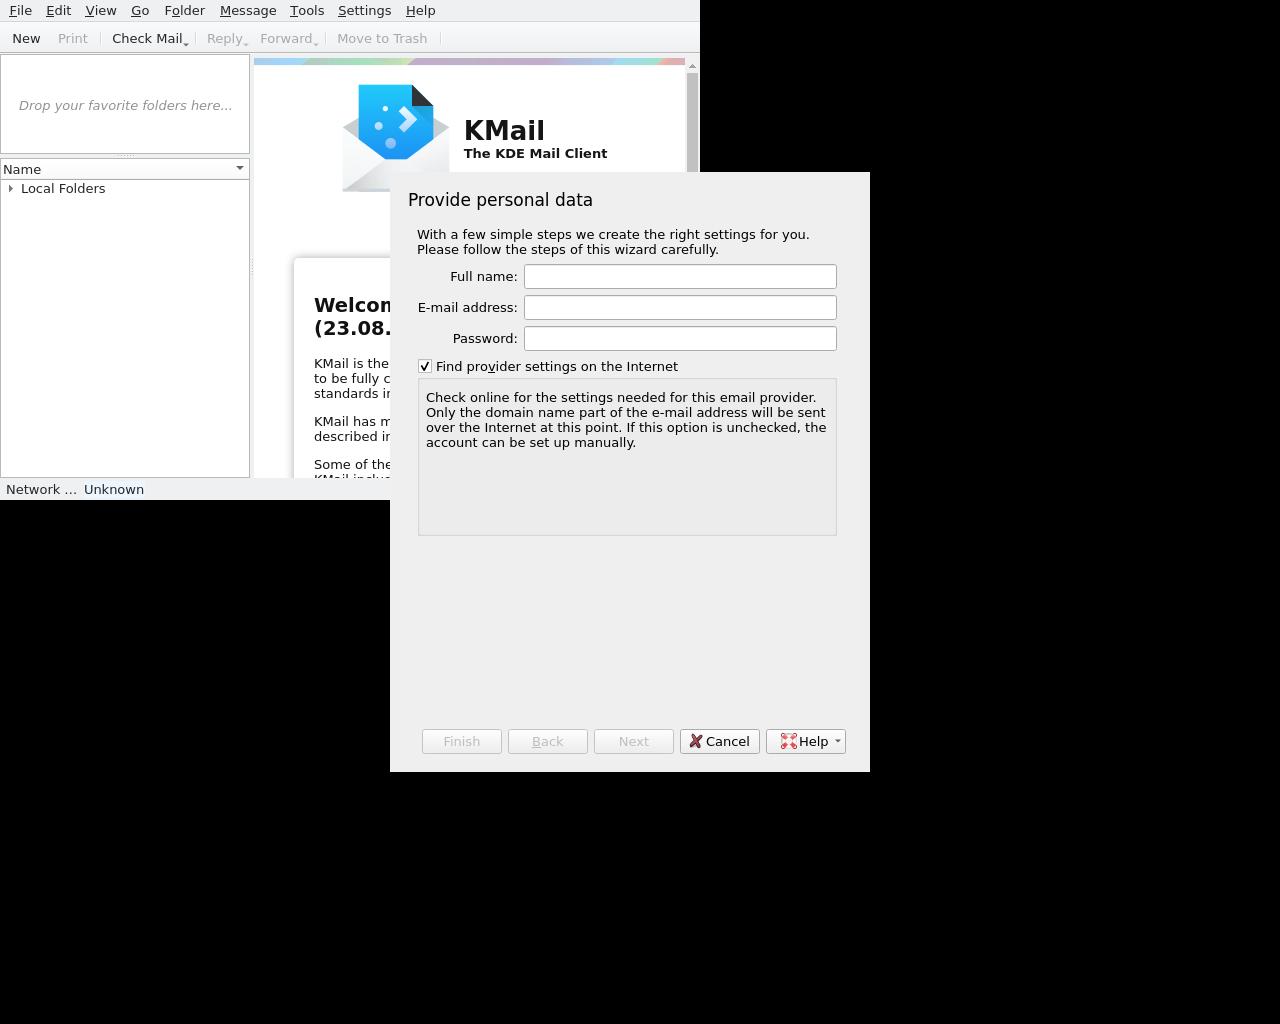 File Edit View Go Folder Message Tools Settings Help
New Print Check Mail Reply Forward Move to Trash
Drop your favorite folders here...
Name
Local Folders
KMail
The KDE Mail Client
Welcom
(23.08.
KMail is the
to be fully c
standards in
KMail has m
described in
Some of the
KMail inclu
Network ... Unknown
Provide personal data
With a few simple steps we create the right settings for you.
Please follow the steps of this wizard carefully.
Full name:
E-mail address:
Password:
Find provider settings on the Internet
Check online for the settings needed for this email provider.
Only the domain name part of the e-mail address will be sent
over the Internet at this point. If this option is unchecked, the
account can be set up manually.
Finish Back Next Cancel Help